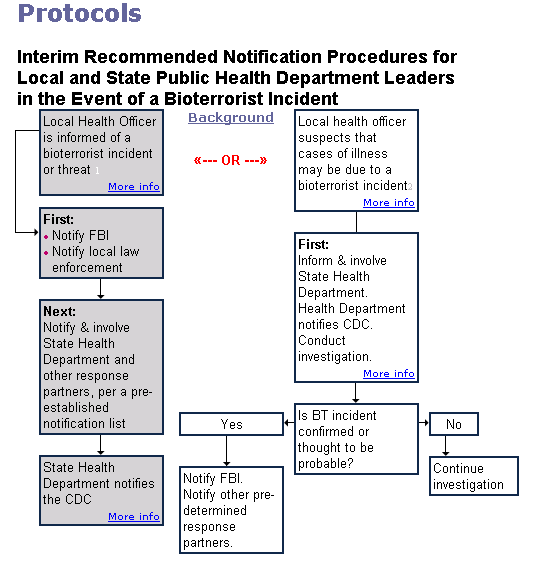 Protocols
Interim Recommended Notification Procedures for
Local and State Public Health Department Leaders
in the Event of a Bioterrorist Incident
Local Health Officer
is informed of a
bioterrorist incident
or threat 1
More info
Background
«--- OR ---»
Local health officer
suspects that
cases of illness
may be due to a
bioterrorist incident2
More info
First:
• Notify FBI
• Notify local law
enforcement
First:
Inform & involve
State Health
Department.
Health Department
notifies CDC.
Conduct
investigation.
More info
Next:
Notify & involve
State Health
Department and
other response
partners, per a pre-
established
notification list
Is BT incident
confirmed or
thought to be
probable?
Yes
No
State Health
Department notifies
the CDC
More info
Notify FBI.
Notify other pre-
determined
response
partners.
Continue
investigation